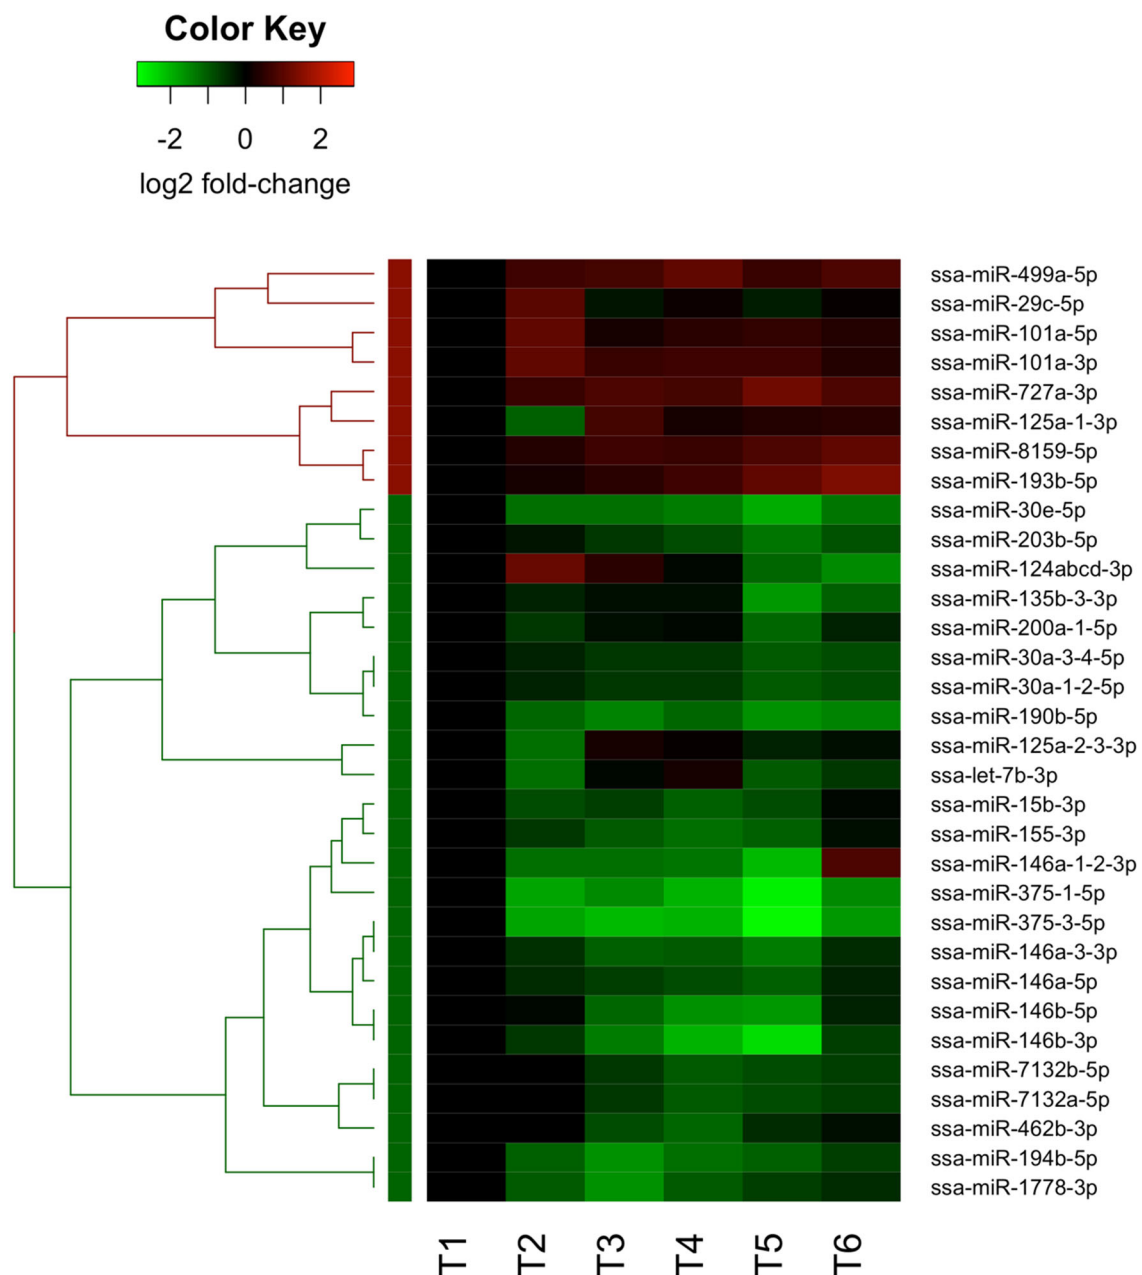 Color Key
-2 0 2
log2 fold-change
ssa-miR-499a-5p
ssa-miR-29c-5p
ssa-miR-101a-5p
ssa-miR-101a-3p
ssa-miR-727a-3p
ssa-miR-125a-1-3p
ssa-miR-8159-5p
ssa-miR-193b-5p
ssa-miR-30e-5p
ssa-miR-203b-5p
ssa-miR-124abcd-3p
ssa-miR-135b-3-3p
ssa-miR-200a-1-5p
ssa-miR-30a-3-4-5p
ssa-miR-30a-1-2-5p
ssa-miR-190b-5p
ssa-miR-125a-2-3-3p
ssa-let-7b-3p
ssa-miR-15b-3p
ssa-miR-155-3p
ssa-miR-146a-1-2-3p
ssa-miR-375-1-5p
ssa-miR-375-3-5p
ssa-miR-146a-3-3p
ssa-miR-146a-5p
ssa-miR-146b-5p
ssa-miR-146b-3p
ssa-miR-7132b-5p
ssa-miR-7132a-5p
ssa-miR-462b-3p
ssa-miR-194b-5p
ssa-miR-1778-3p
T1 T2 T3 T4 T5 T6